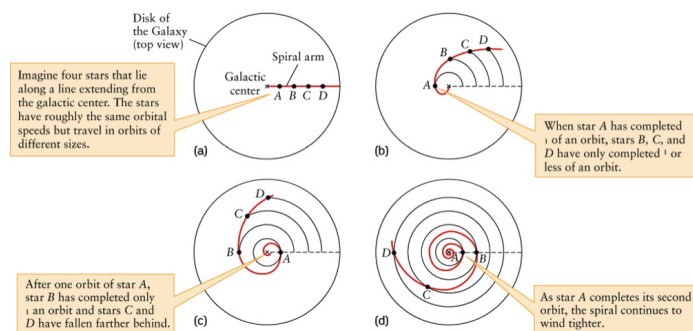 Disk of
the Galaxy
(top view)
Imagine four stars that lie
along a line extending from
the galactic center. The stars
have roughly the same orbital
speeds but travel in orbits of
different sizes.
Spiral arm
Galactic
center
A B C D
(a)
A
B
C
D
(b)
When star A has completed
1 of an orbit, stars B, C, and
D have only completed 1 or
less of an orbit.
After one orbit of star A,
star B has completed only
1 an orbit and stars C and
D have fallen farther behind.
D
C
B
A
(c)
D
A
B
C
(d)
As star A completes its second
orbit, the spiral continues to
wind tighter.